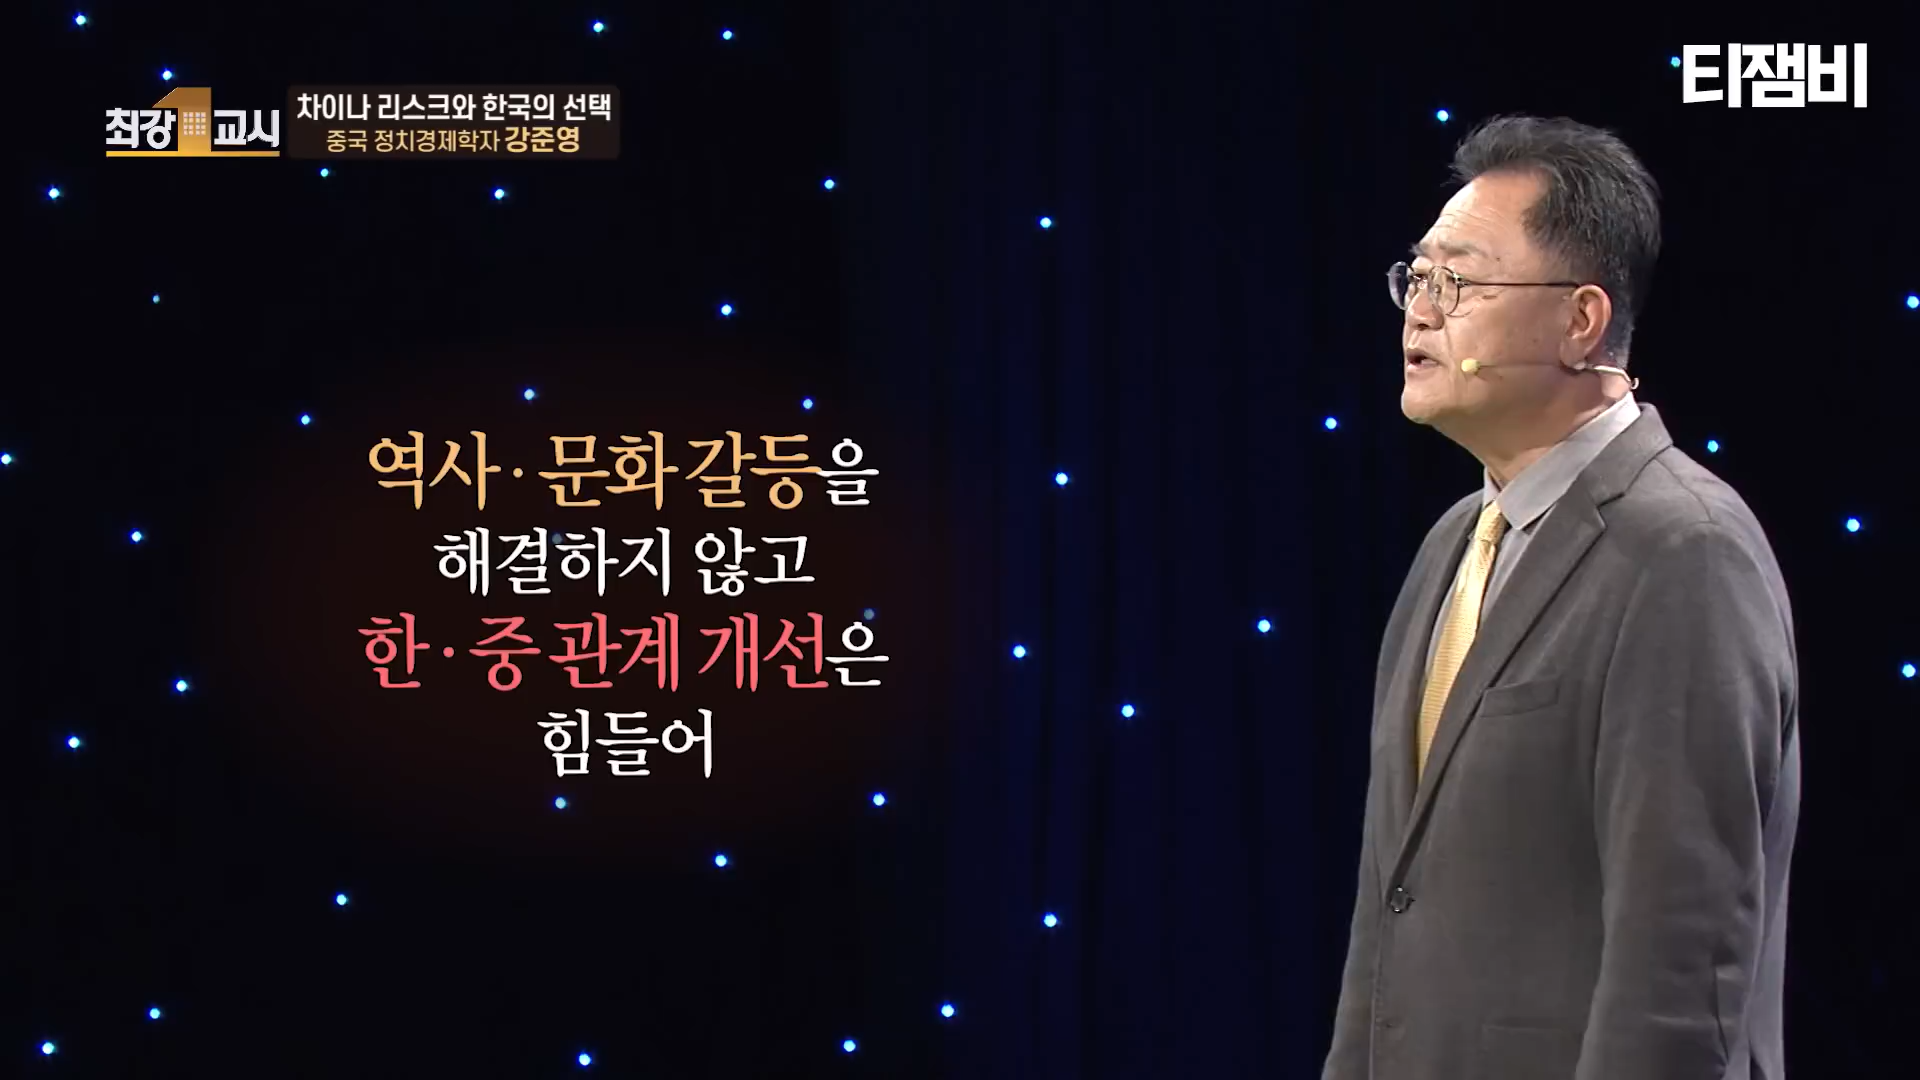 티잼비
최강1교시
차이나 리스크와 한국의 선택
중국 정치경제학자 강준영
역사·문화 갈등을
해결하지 않고
한·중 관계 개선은
힘들어